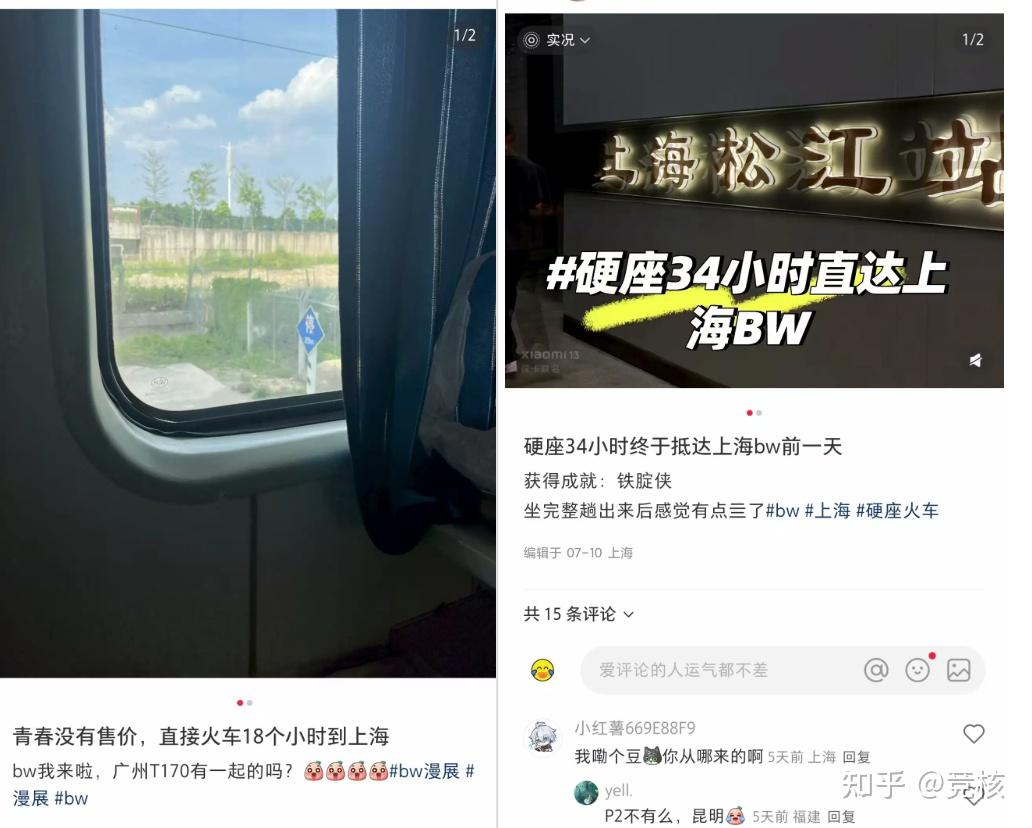 1/2
停
青春没有售价，直接火车18个小时到上海
bw我来啦，广州T170有一起的吗？#bw漫展 #
漫展 #bw
实况
1/2
上海松江站
#硬座34小时直达上
海BW
xiaomi 13
徕卡联名
硬座34小时终于抵达上海bw前一天
获得成就：铁腚侠
坐完整趟出来后感觉有点亖了#bw #上海 #硬座火车
编辑于 07-10 上海
共 15 条评论
爱评论的人运气都不差
小红薯669E88F9
我嘞个豆你从哪来的啊 5天前 上海 回复
yell.
P2不有么，昆明 5天前 福建 回复
知乎 @竞核